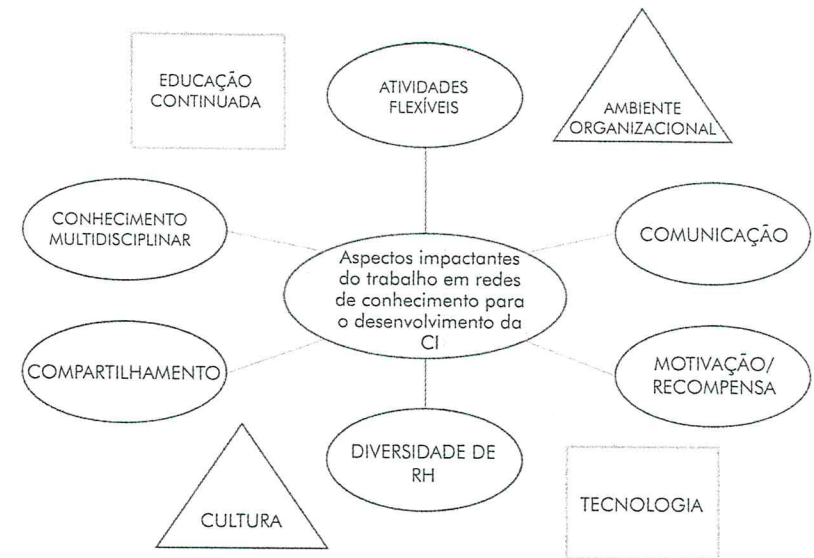 EDUCAÇÃO
CONTINUADA
ATIVIDADES
FLEXÍVEIS
AMBIENTE
ORGANIZACIONAL
CONHECIMENTO
MULTIDISCIPLINAR
COMUNICAÇÃO
Aspectos impactantes
do trabalho em redes
de conhecimento para
o desenvolvimento da
CI
COMPARTILHAMENTO
MOTIVAÇÃO/
RECOMPENSA
DIVERSIDADE DE
RH
CULTURA
TECNOLOGIA